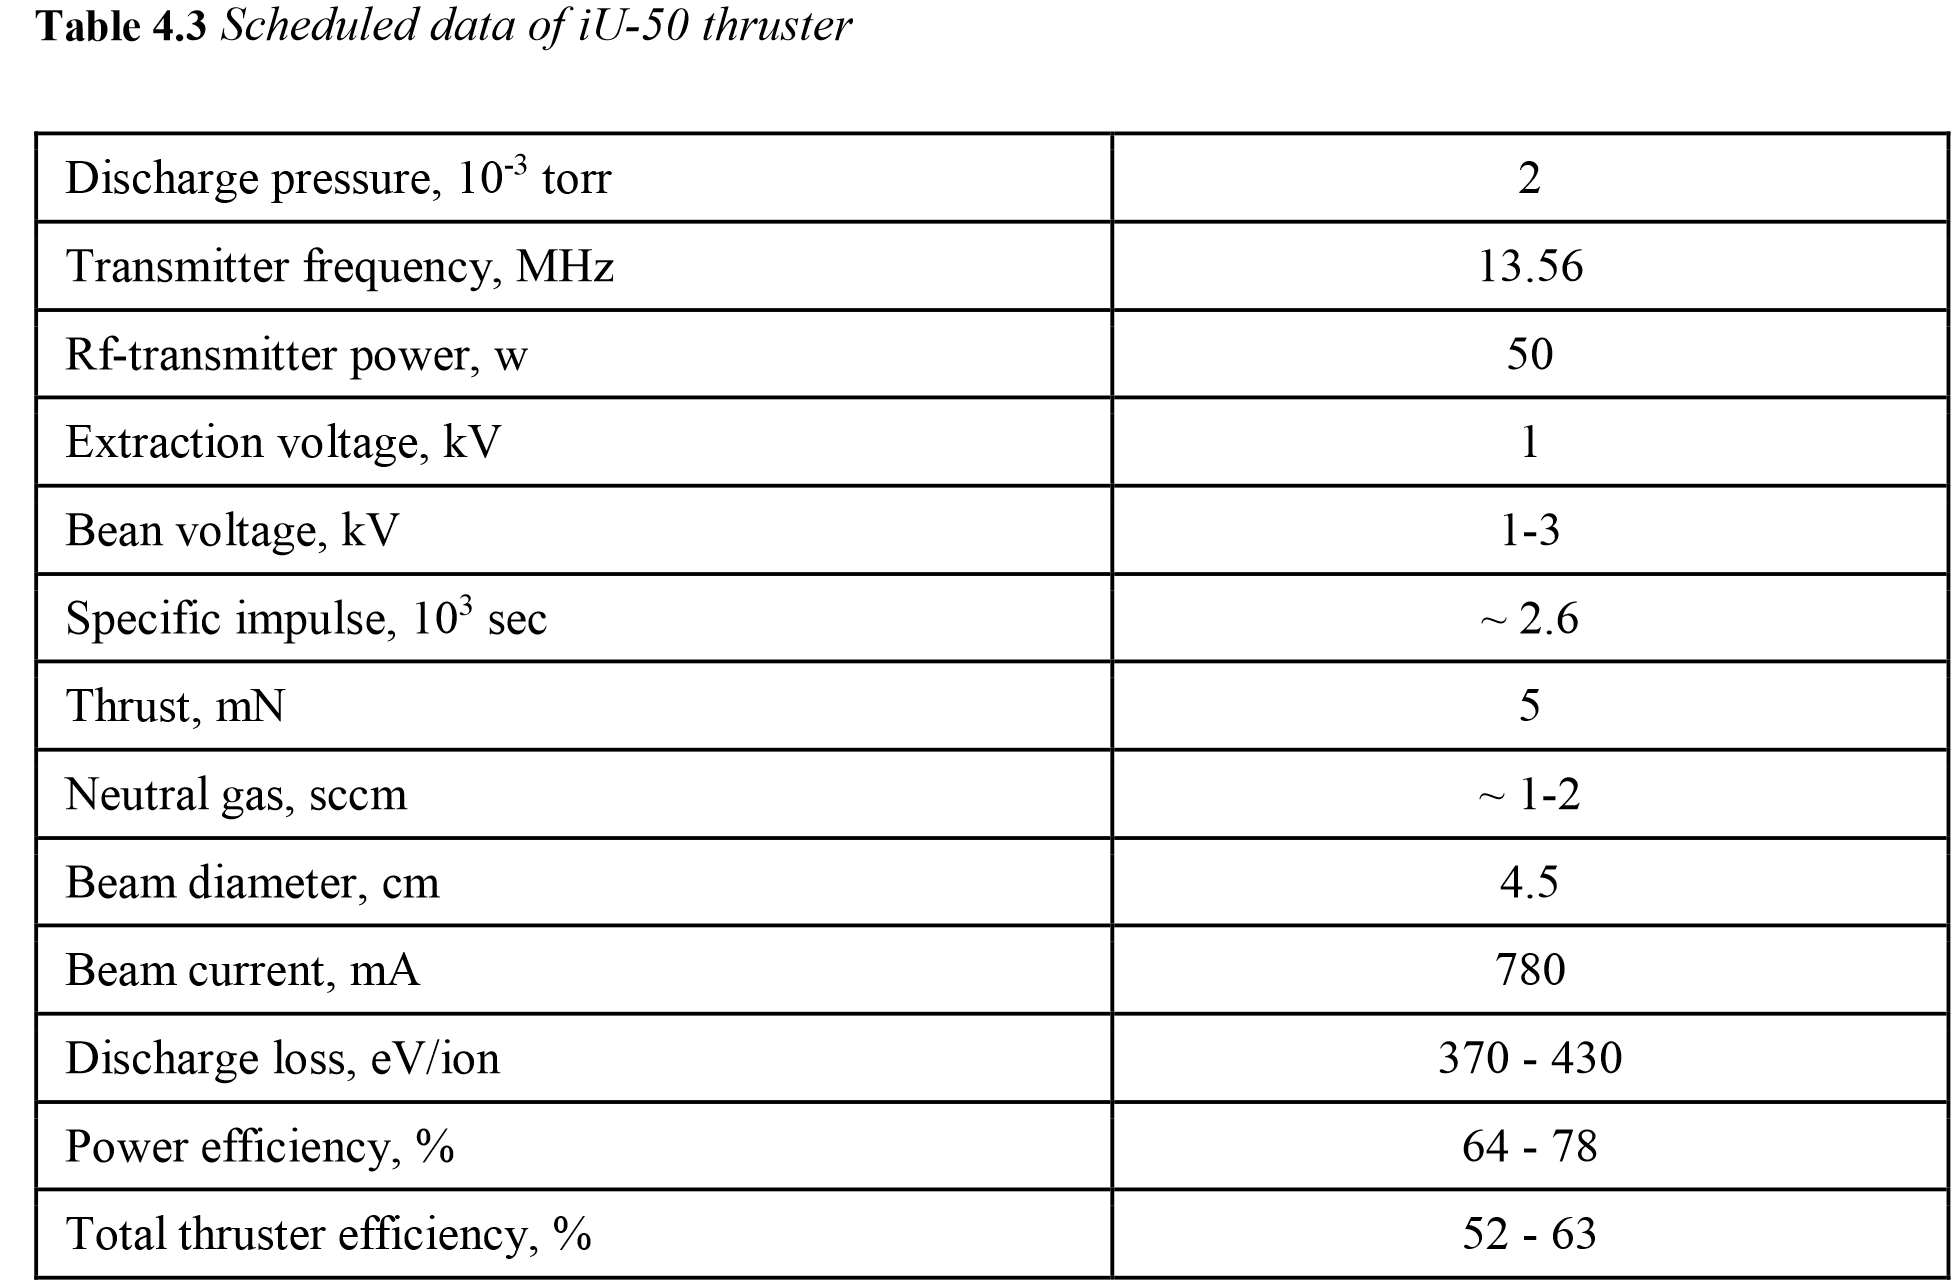 Table 4.3 Scheduled data of iU-50 thruster
Discharge pressure, 10⁻³ torr 2
Transmitter frequency, MHz 13.56
Rf-transmitter power, w 50
Extraction voltage, kV 1
Bean voltage, kV 1-3
Specific impulse, 10³ sec ~ 2.6
Thrust, mN 5
Neutral gas, sccm ~ 1-2
Beam diameter, cm 4.5
Beam current, mA 780
Discharge loss, eV/ion 370 - 430
Power efficiency, % 64 - 78
Total thruster efficiency, % 52 - 63